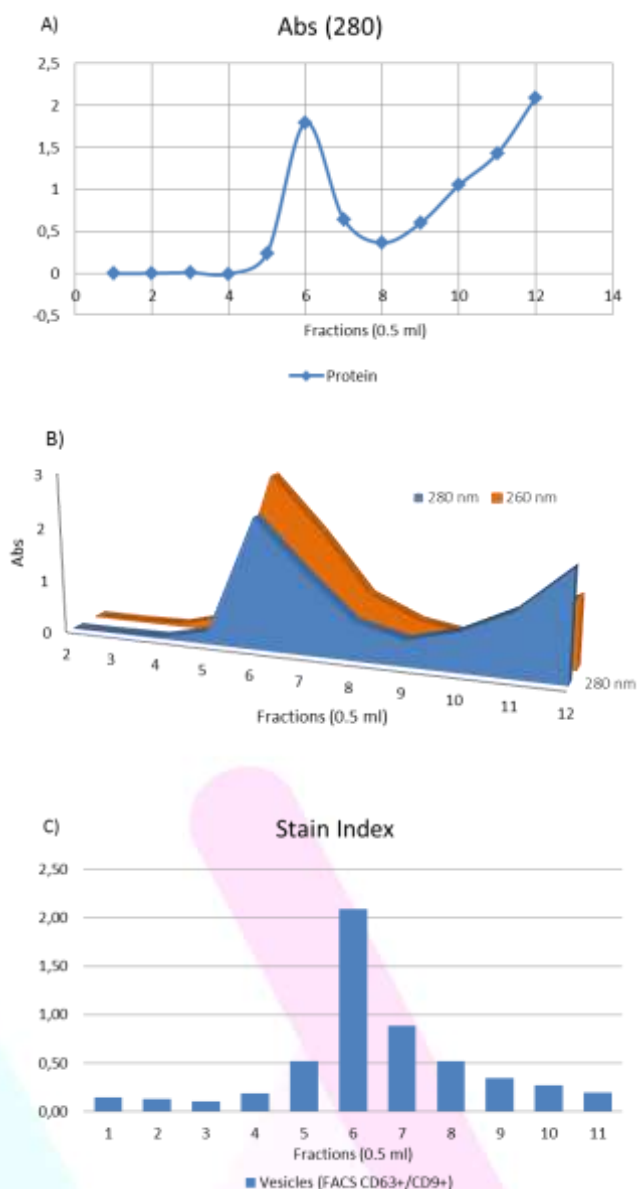 A)
Abs (280)
2,5
2
1,5
1
0,5
0
-0,5
0 2 4 6 8 10 12 14
Fractions (0.5 ml)
Protein
B)
3
2
1
0
Abs
280 nm 260 nm
2 3 4 5 6 7 8 9 10 11 12
280 nm
Fractions (0.5 ml)
C)
Stain Index
2,50
2,00
1,50
1,00
0,50
0,00
1 2 3 4 5 6 7 8 9 10 11
Fractions (0.5 ml)
Vesicles (FACS CD63+/CD9+)